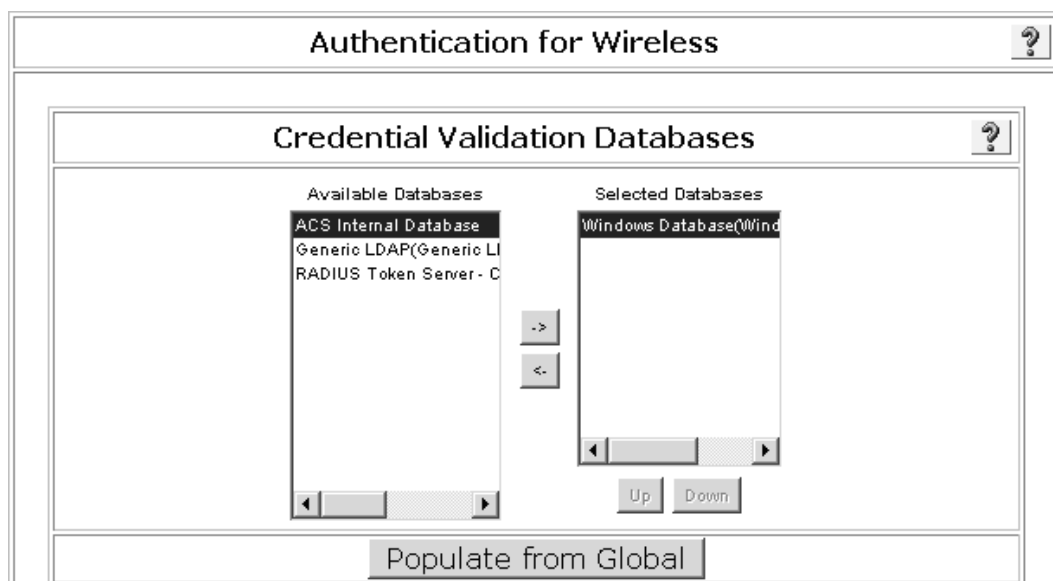 Authentication for Wireless
?
Credential Validation Databases
?
Available Databases
Selected Databases
ACS Internal Database
Generic LDAP(Generic
RADIUS Token Server - C
Windows Database(Wind
->
<-
Up
Down
Populate from Global